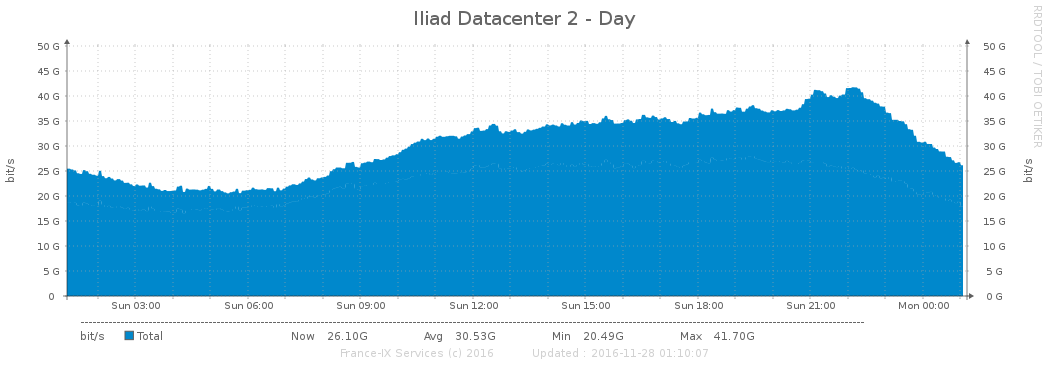 Iliad Datacenter 2 - Day
RRDTOOL / TOBI OETIKER
50 G 50 G
45 G 45 G
40 G 40 G
35 G 35 G
30 G 30 G
25 G 25 G
20 G 20 G
15 G 15 G
10 G 10 G
5 G 5 G
0 0 G
bit/s bit/s
Sun 03:00 Sun 06:00 Sun 09:00 Sun 12:00 Sun 15:00 Sun 18:00 Sun 21:00 Mon 00:00
bit/s Total Now 26.10G Avg 30.53G Min 20.49G Max 41.70G
France-IX Services (c) 2016 Updated : 2016-11-28 01:10:07